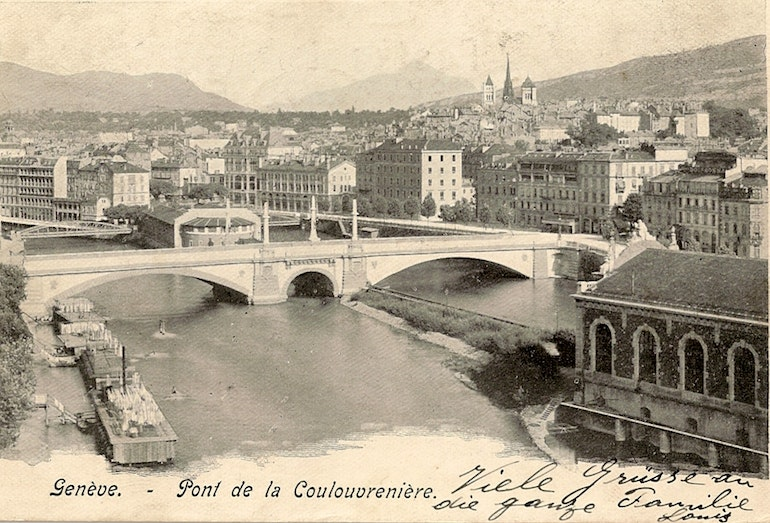 Genève. - Pont de la Coulouvrenière.
Viele Grüsse an
die ganze Familie
Louis